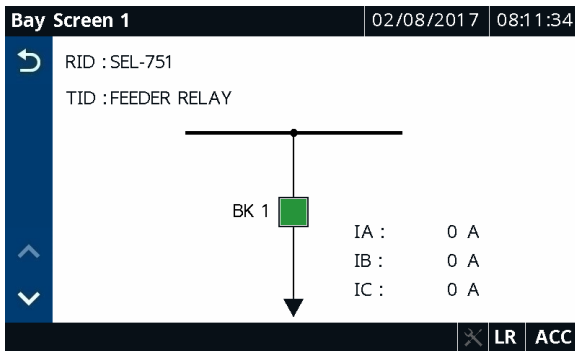 Bay Screen 1 02/08/2017 08:11:34
RID : SEL-751
TID : FEEDER RELAY
BK 1
IA : 0 A
IB : 0 A
IC : 0 A
LR ACC